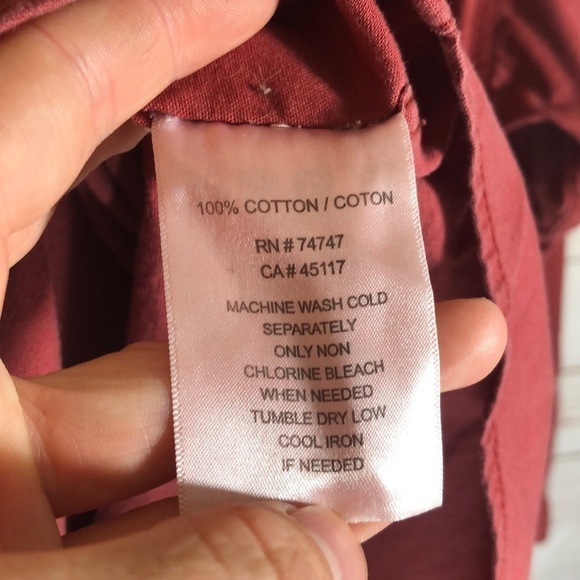 100% COTTON / COTON
RN # 74747
CA # 45117
MACHINE WASH COLD
SEPARATELY
ONLY NON
CHLORINE BLEACH
WHEN NEEDED
TUMBLE DRY LOW
COOL IRON
IF NEEDED